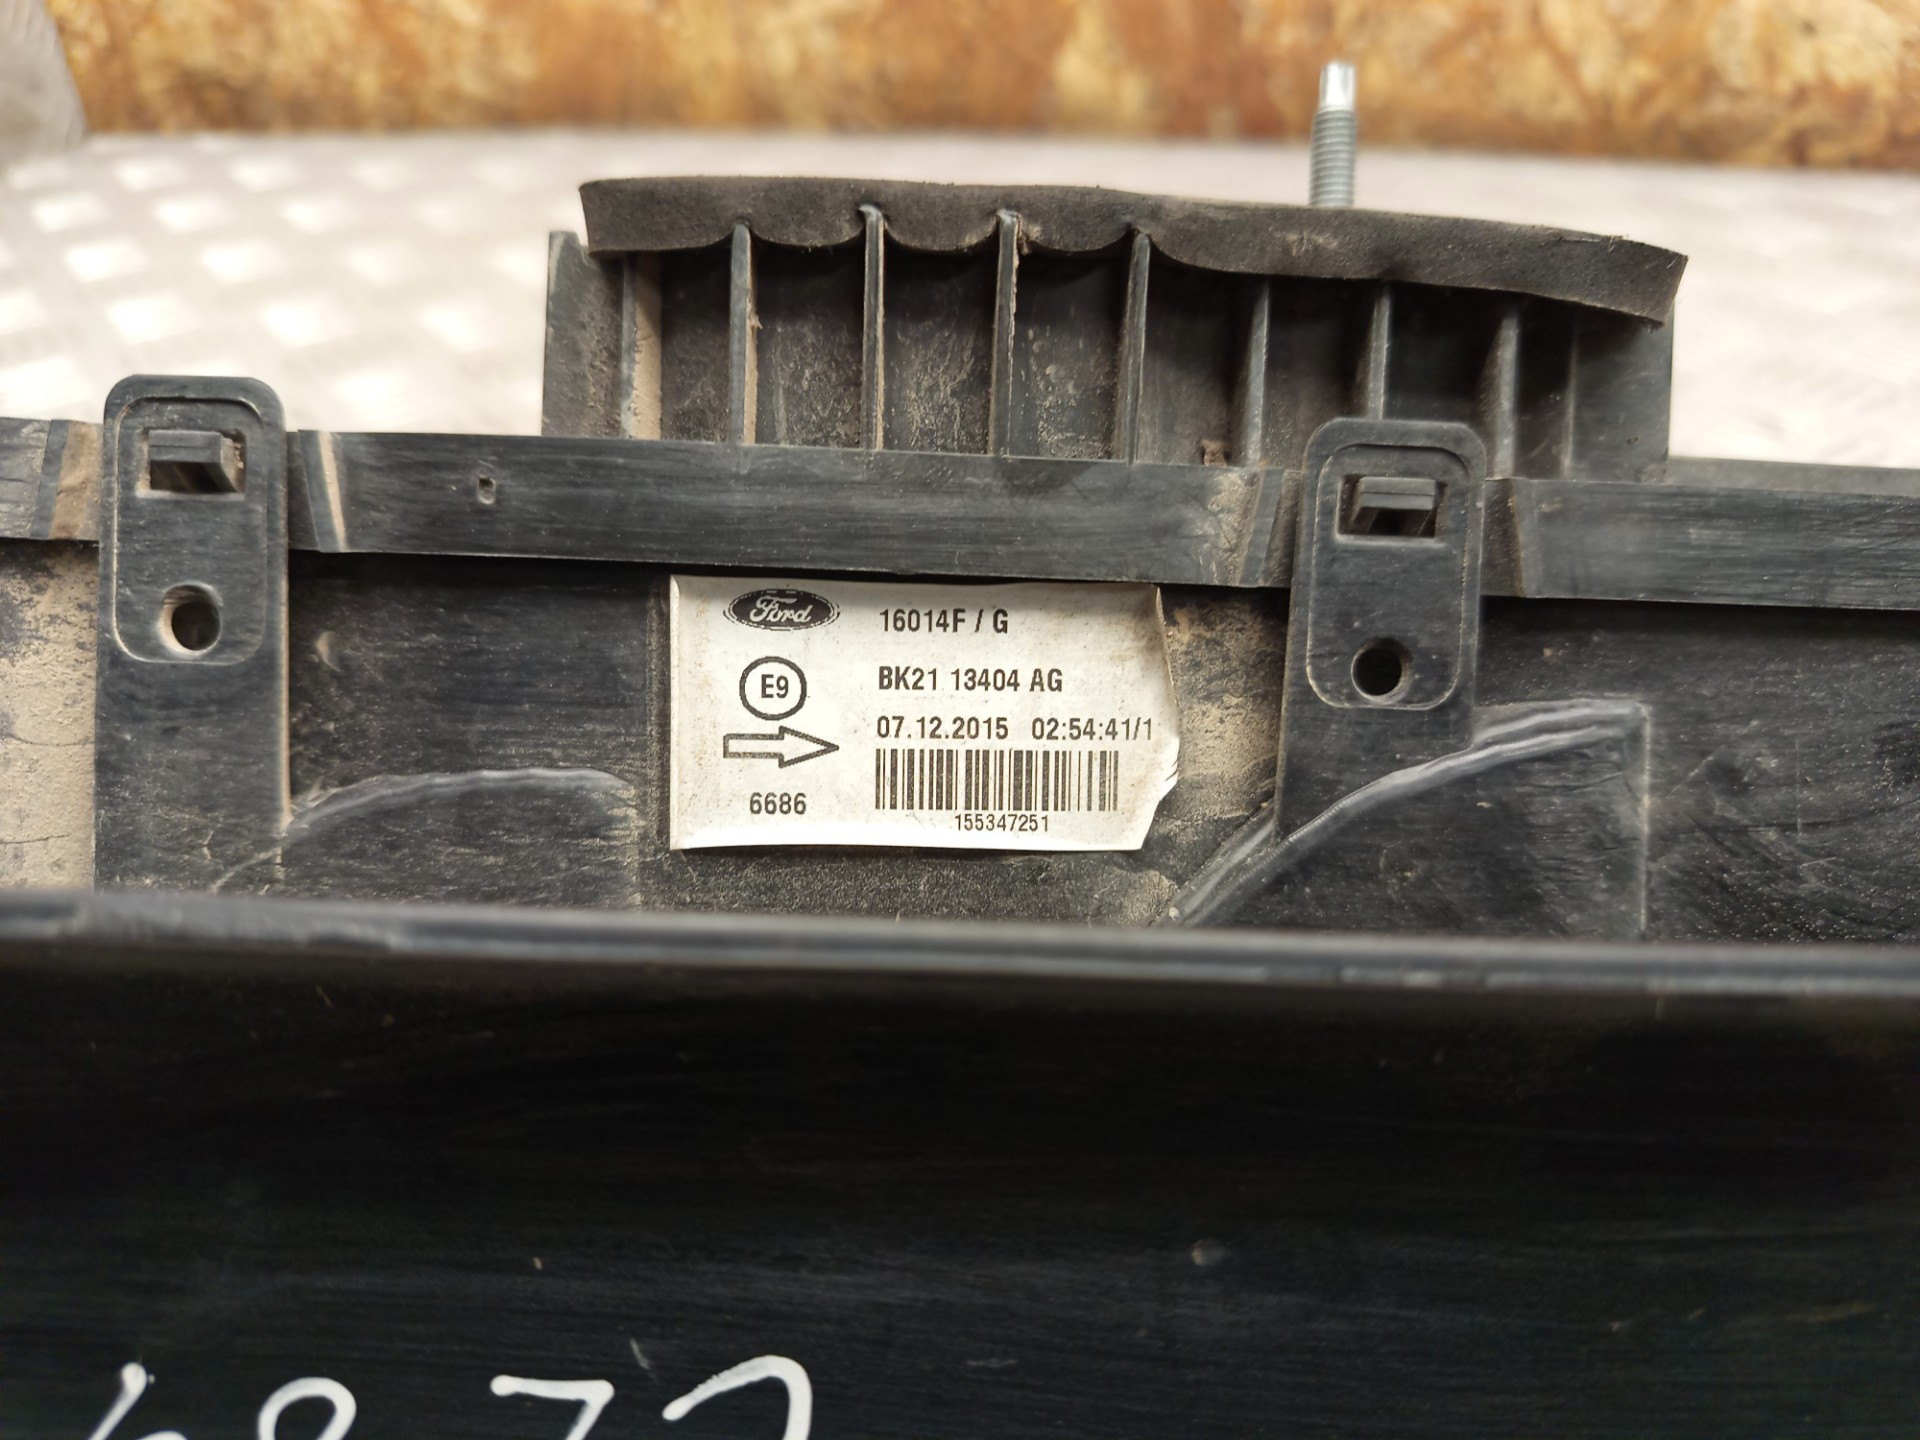 Ford
16014F / G
E9
BK21 13404 AG
07.12.2015 02:54:41/1
6686
155347251